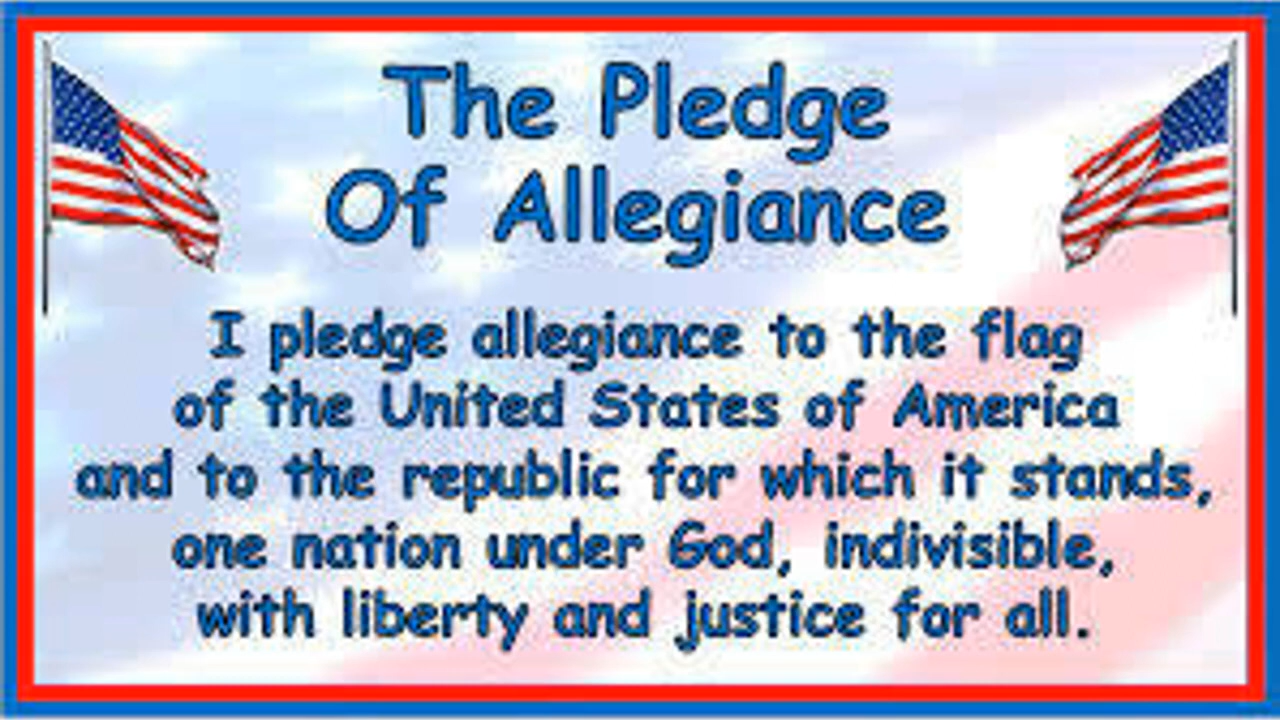 The Pledge
Of Allegiance
I pledge allegiance to the flag
of the United States of America
and to the republic for which it stands,
one nation under God, indivisible,
with liberty and justice for all.